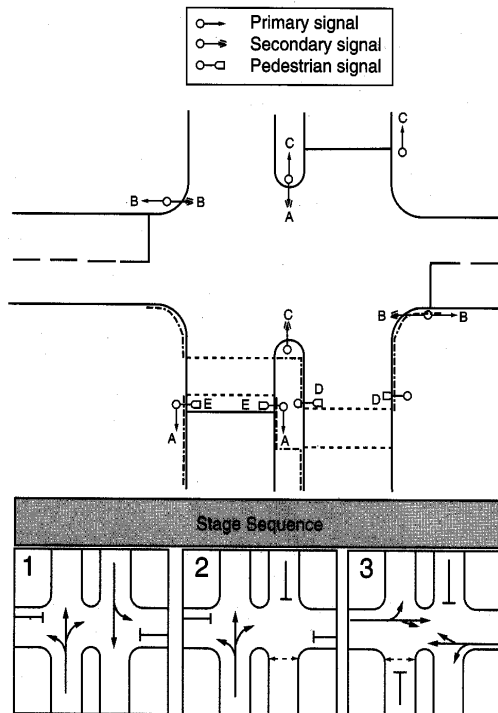 Primary signal
Secondary signal
Pedestrian signal
C
C
B B
A
C
B B
D
D
E E
A A
Stage Sequence
1 2 3